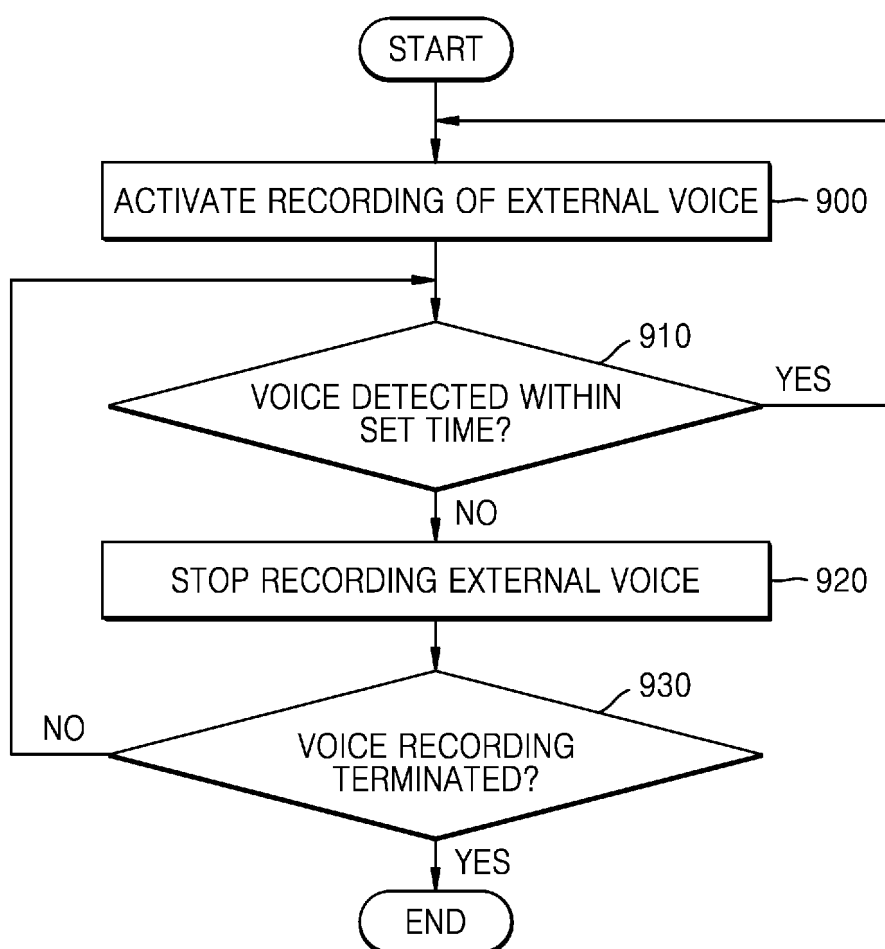 START
ACTIVATE RECORDING OF EXTERNAL VOICE
900
910
VOICE DETECTED WITHIN
SET TIME?
YES
NO
STOP RECORDING EXTERNAL VOICE
920
930
NO
VOICE RECORDING
TERMINATED?
YES
END